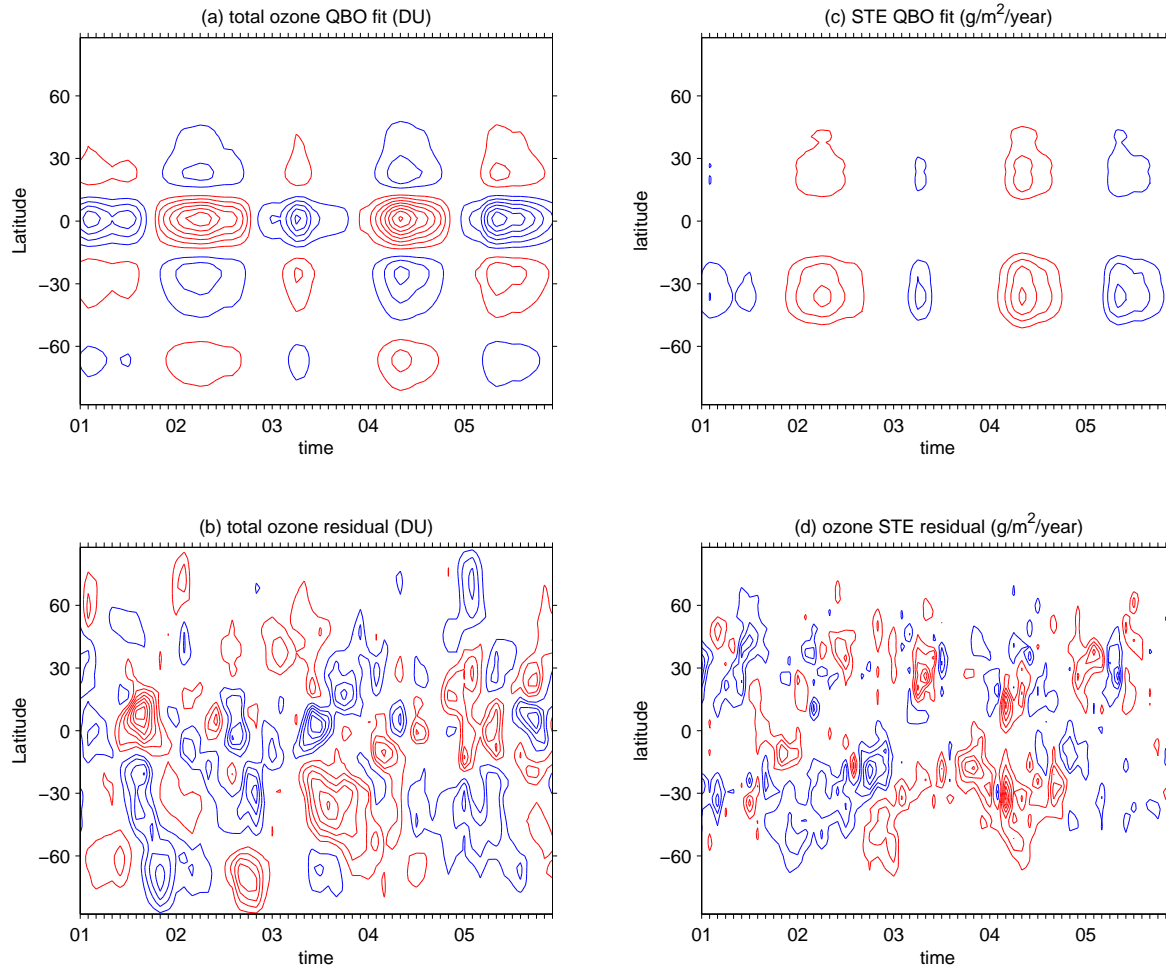 (a) total ozone QBO fit (DU)
60
30
0
−30
−60
Latitude
01 02 03 04 05
time
(c) STE QBO fit (g/m²/year)
60
30
0
−30
−60
latitude
01 02 03 04 05
time
(b) total ozone residual (DU)
60
30
0
−30
−60
Latitude
01 02 03 04 05
time
(d) ozone STE residual (g/m²/year)
60
30
0
−30
−60
latitude
01 02 03 04 05
time